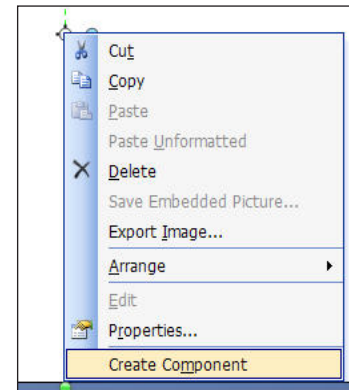 Cut
Copy
Paste
Paste Unformatted
Delete
Save Embedded Picture...
Export Image...
Arrange
Edit
Properties...
Create Component